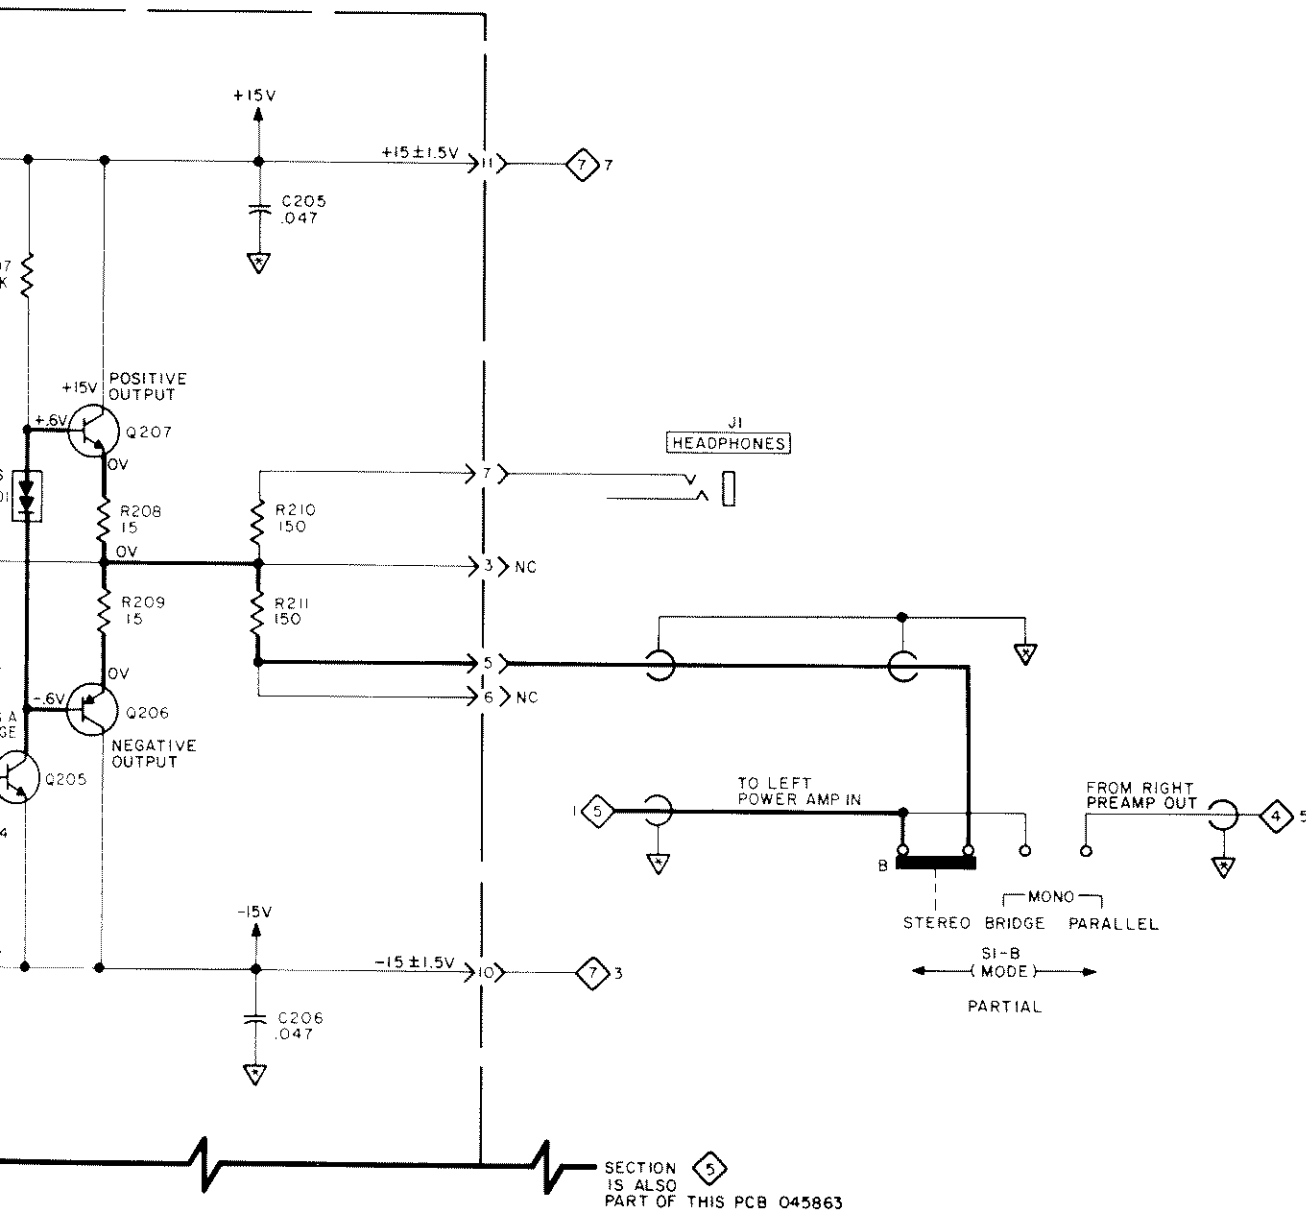 +15V
+15±1.5V
11
7
7
C205
.047
K
POSITIVE
OUTPUT
+15V
+.6V
Q207
0V
J1
HEADPHONES
7
R208
15
R210
150
0V
3
NC
R209
15
R211
150
5
0V
6
NC
-.6V
Q206
NEGATIVE
OUTPUT
Q205
4
TO LEFT
POWER AMP IN
1
5
FROM RIGHT
PREAMP OUT
4
5
B
MONO
STEREO BRIDGE PARALLEL
S1-B
(MODE)
PARTIAL
-15V
-15±1.5V
10
7
3
C206
.047
SECTION 5
IS ALSO
PART OF THIS PCB 045863